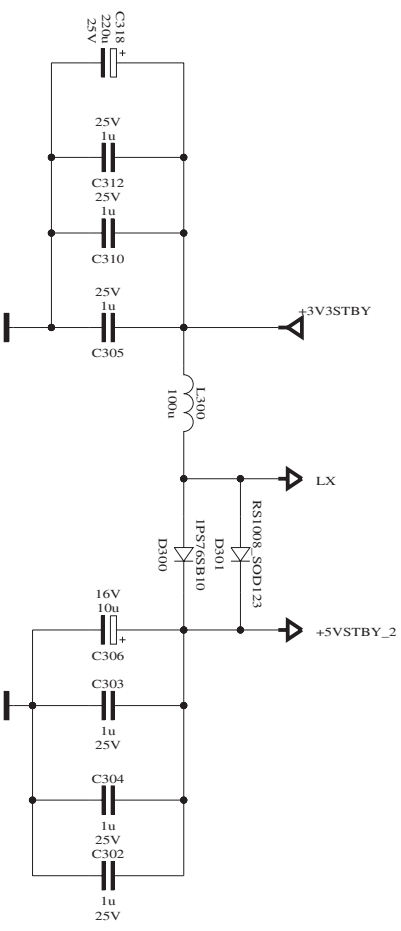 C318
220u
25V
25V
1u
C312
25V
1u
C310
25V
1u
C305
+3V3STBY
L300
100u
LX
RS1008_SOD123
D301
1PS76SB10
D300
+5VSTBY_2
16V
10u
C306
C303
1u
25V
C304
1u
25V
C302
1u
25V